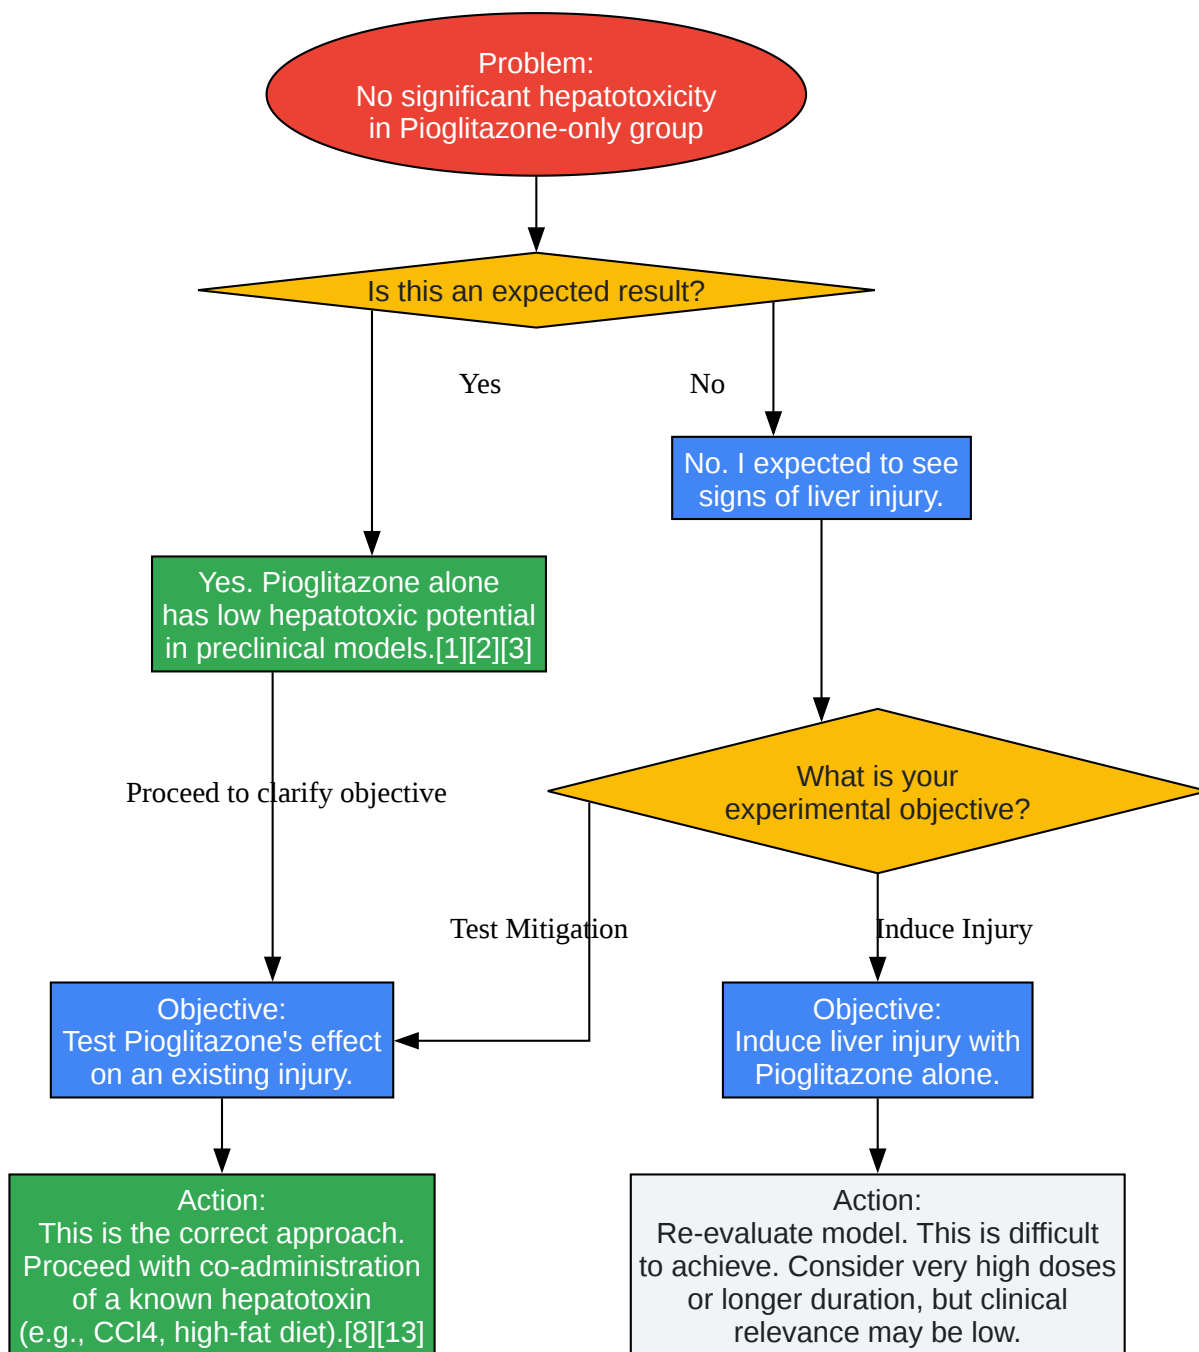 Problem:
No significant hepatotoxicity
in Pioglitazone-only group
Is this an expected result?
Yes
No
No. I expected to see
signs of liver injury.
Yes. Pioglitazone alone
has low hepatotoxic potential
in preclinical models.[1][2][3]
What is your
experimental objective?
Proceed to clarify objective
Test Mitigation
Induce Injury
Objective:
Test Pioglitazone's effect
on an existing injury.
Objective:
Induce liver injury with
Pioglitazone alone.
Action:
This is the correct approach.
Proceed with co-administration
of a known hepatotoxin
(e.g., CCl4, high-fat diet).[8][13]
Action:
Re-evaluate model. This is difficult
to achieve. Consider very high doses
or longer duration, but clinical
relevance may be low.